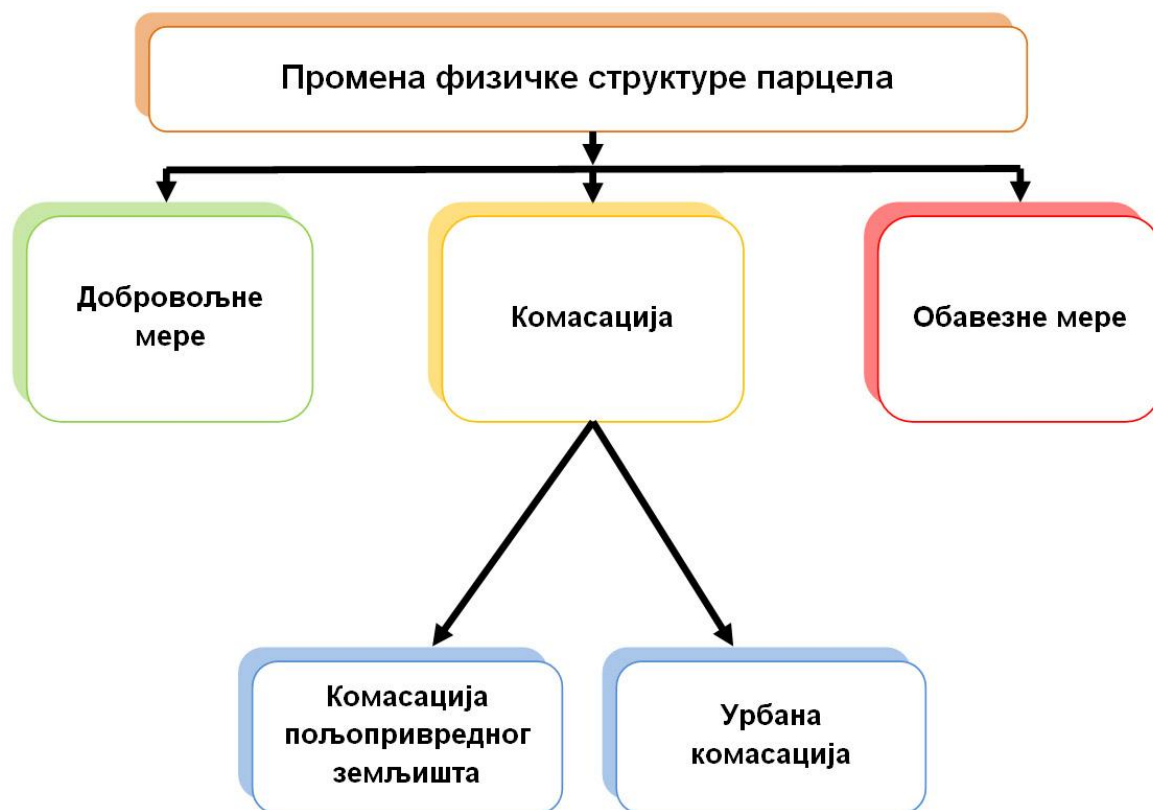 Промена физичке структуре парцела
Добровољне
мере
Комасација
Обавезне мере
Комасација
пољопривредног
земљишта
Урбана
комасација